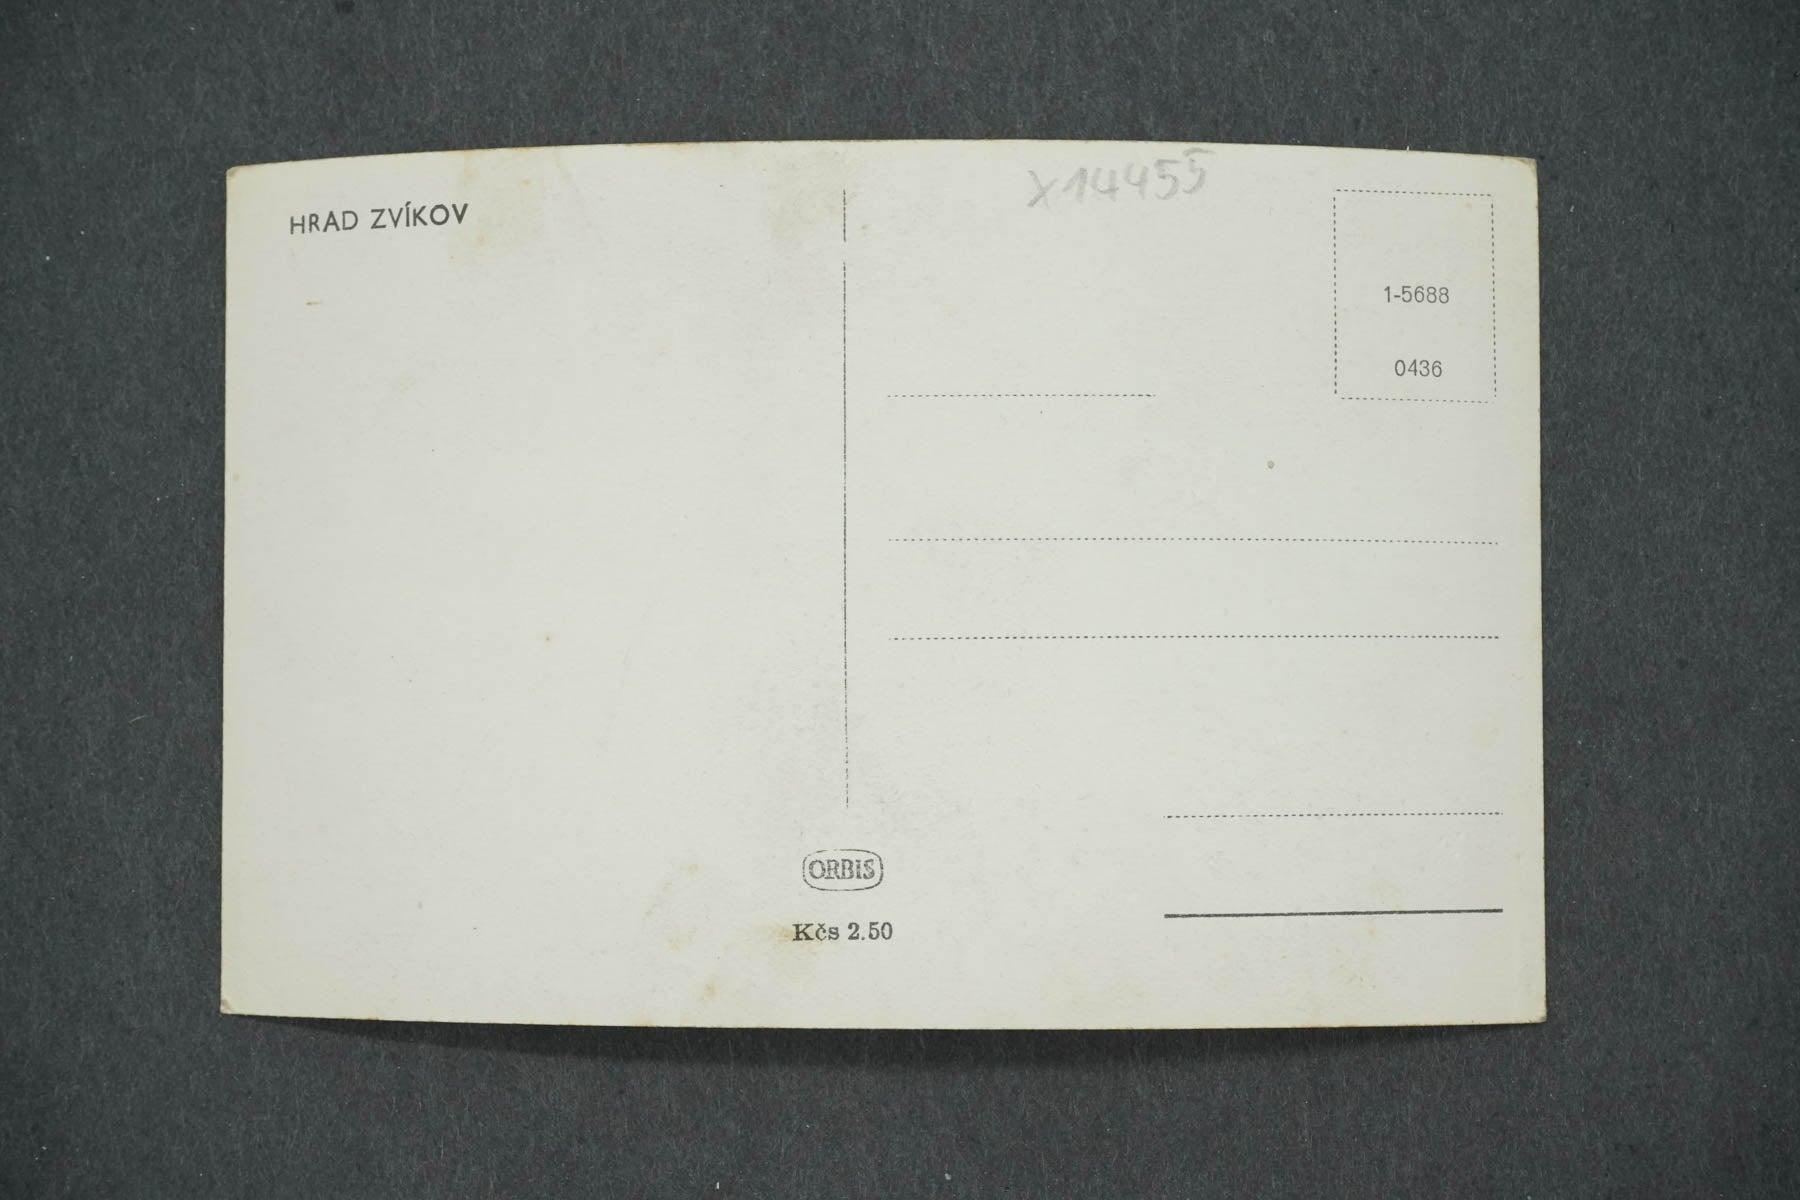 HRAD ZVÍKOV
X14455
1-5688
0436
ORBIS
Kčs 2.50